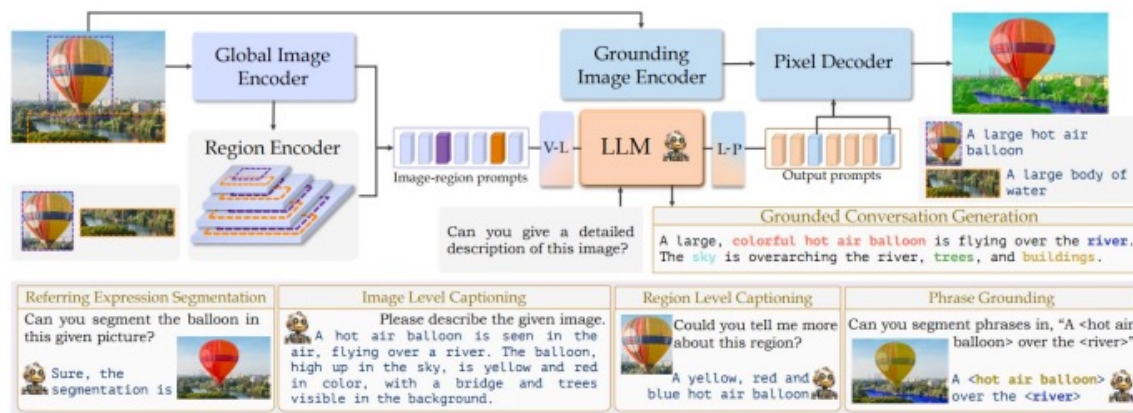 Global Image
Encoder
Grounding
Image Encoder
Pixel Decoder
Region Encoder
Image-region prompts
V-L
LLM
L-P
Output prompts
A large hot air
balloon
A large body of
water
Can you give a detailed
description of this image?
Grounded Conversation Generation
A large, colorful hot air balloon is flying over the river.
The sky is overarching the river, trees, and buildings.
Referring Expression Segmentation
Can you segment the balloon in
this given picture?
Sure, the
segmentation is
Image Level Captioning
Please describe the given image.
A hot air balloon is seen in the
air, flying over a river. The balloon,
high up in the sky, is yellow and red
in color, with a bridge and trees
visible in the background.
Region Level Captioning
Could you tell me more
about this region?
A yellow, red and
blue hot air balloon
Phrase Grounding
Can you segment phrases in, "A <hot air
balloon> over the <river>"
A <hot air balloon>
over the <river>